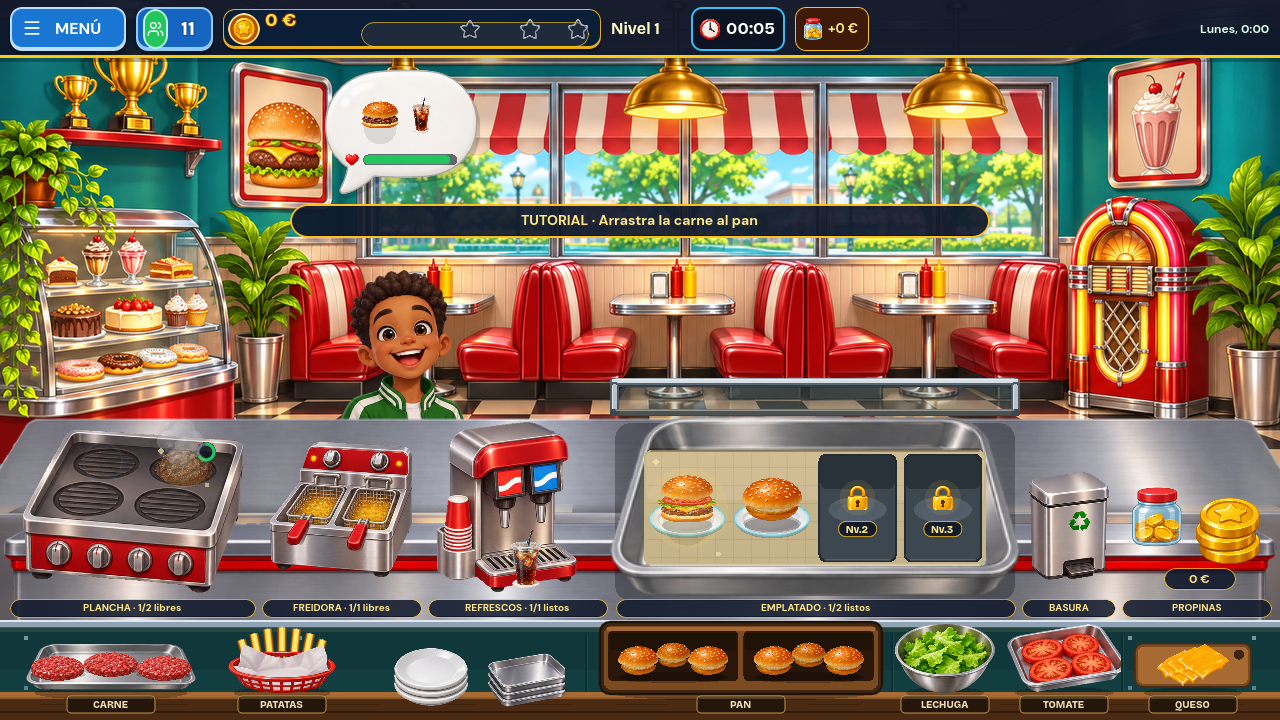 MENÚ
11
0 €
Nivel 1
00:05
+0 €
Lunes, 0:00
TUTORIAL · Arrastra la carne al pan
Nv.2
Nv.3
0 €
PLANCHA · 1/2 libres
FREIDORA · 1/1 libres
REFRESCOS · 1/1 listos
EMPLATADO · 1/2 listos
BASURA
PROPINAS
CARNE
PATATAS
PAN
LECHUGA
TOMATE
QUESO